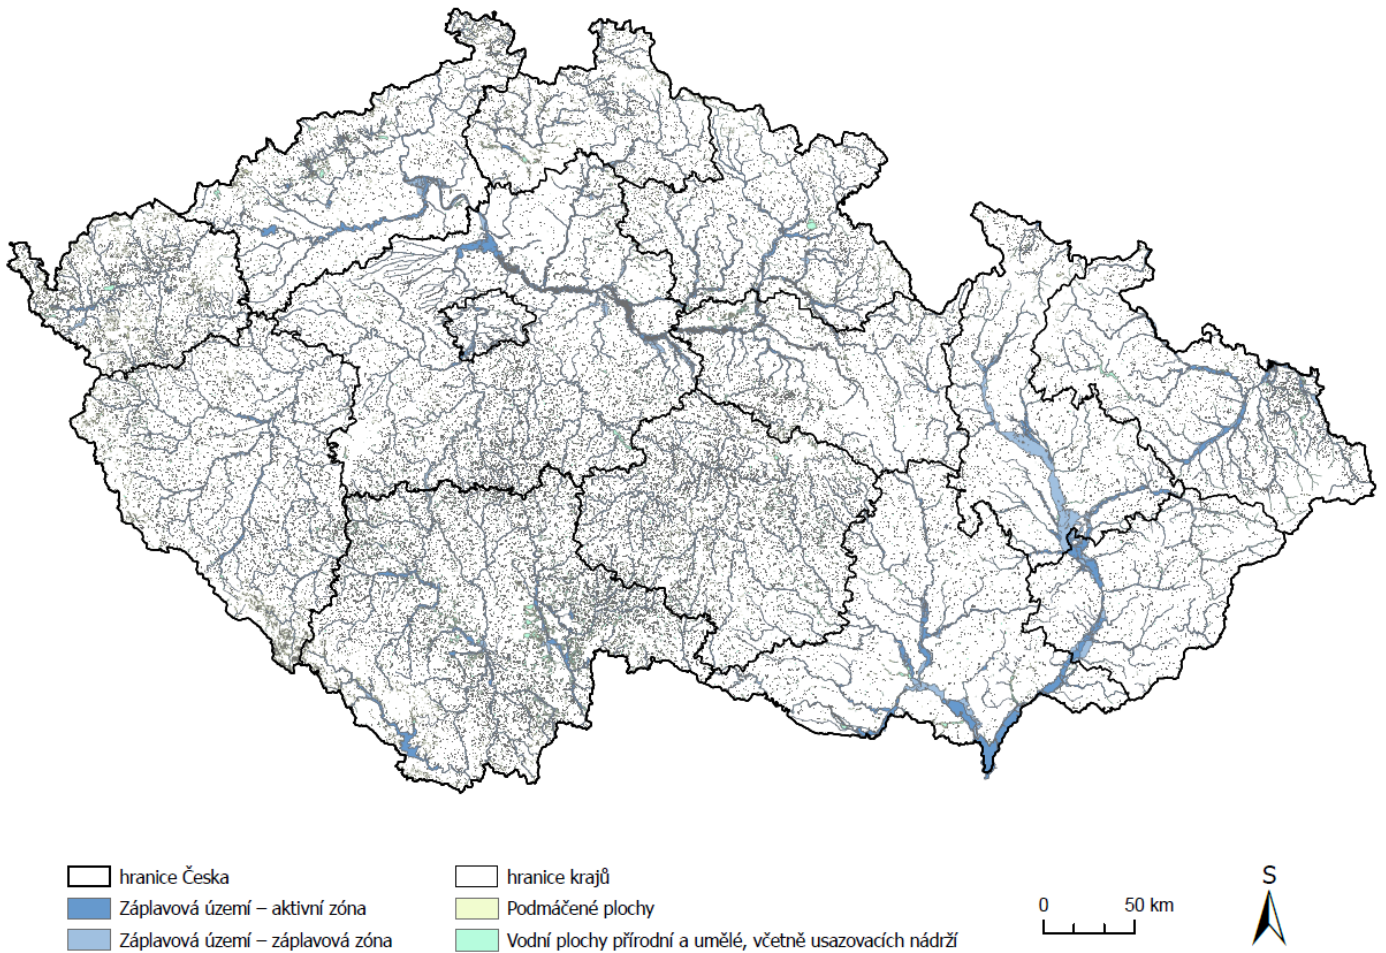 hranice Česka
Záplavová území – aktivní zóna
Záplavová území – záplavová zóna
hranice krajů
Podmáčené plochy
Vodní plochy přírodní a umělé, včetně usazovacích nádrží
0 50 km
S